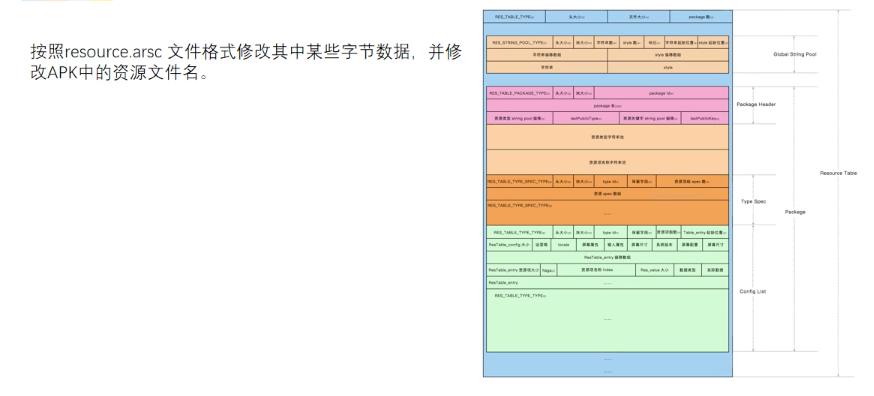 按照resource.arsc 文件格式修改其中某些字节数据，并修
改APK中的资源文件名。
RES_TABLE_TYPE 头大小 文件大小 package 数
RES_STRING_POOL_TYPE 头大小 块大小 字符串数 style 数 标记 字符串起始位置 style 起始位置
字符串偏移数组 style 偏移数组
字符串 style
Global String Pool
RES_TABLE_PACKAGE_TYPE 头大小 块大小 package id
package 名
资源类型 string pool 偏移 lastPublicType 资源关键字 string pool 偏移 lastPublicKey
Package Header
资源类型字符串池
资源项名称字符串池
RES_TABLE_TYPE_SPEC_TYPE 头大小 块大小 type id 保留字段 资源项目 spec 数
资源 spec 数组
RES_TABLE_TYPE_SPEC_TYPE
......
Type Spec
RES_TABLE_TYPE_TYPE 头大小 块大小 type id 保留字段 Table_entry 起始位置
ResTable_config 大小 运营商 locale 屏幕属性 输入属性 屏幕尺寸 系统版本 屏幕配置 屏幕尺寸
ResTable_entry 偏移数组
ResTable_entry 资源项大小 flags 资源项名称 Index Res_value 大小 数据类型
ResTable_entry ......
RES_TABLE_TYPE_TYPE
......
Config List
Package
Resource Table
......
......